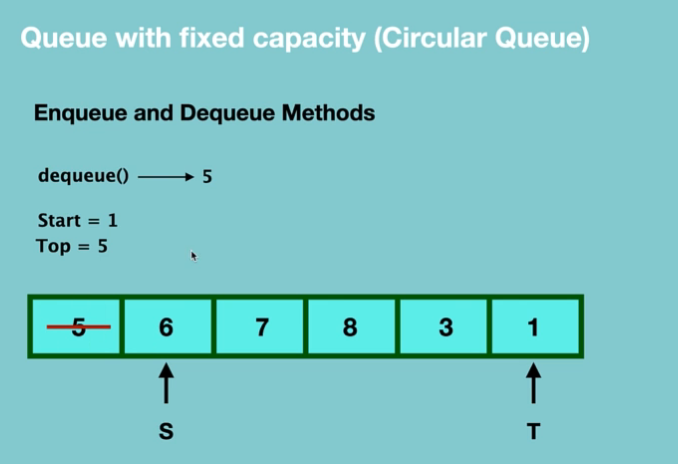 Queue with fixed capacity (Circular Queue)
Enqueue and Dequeue Methods
dequeue() → 5
Start = 1
Top = 5
5 6 7 8 3 1
S T